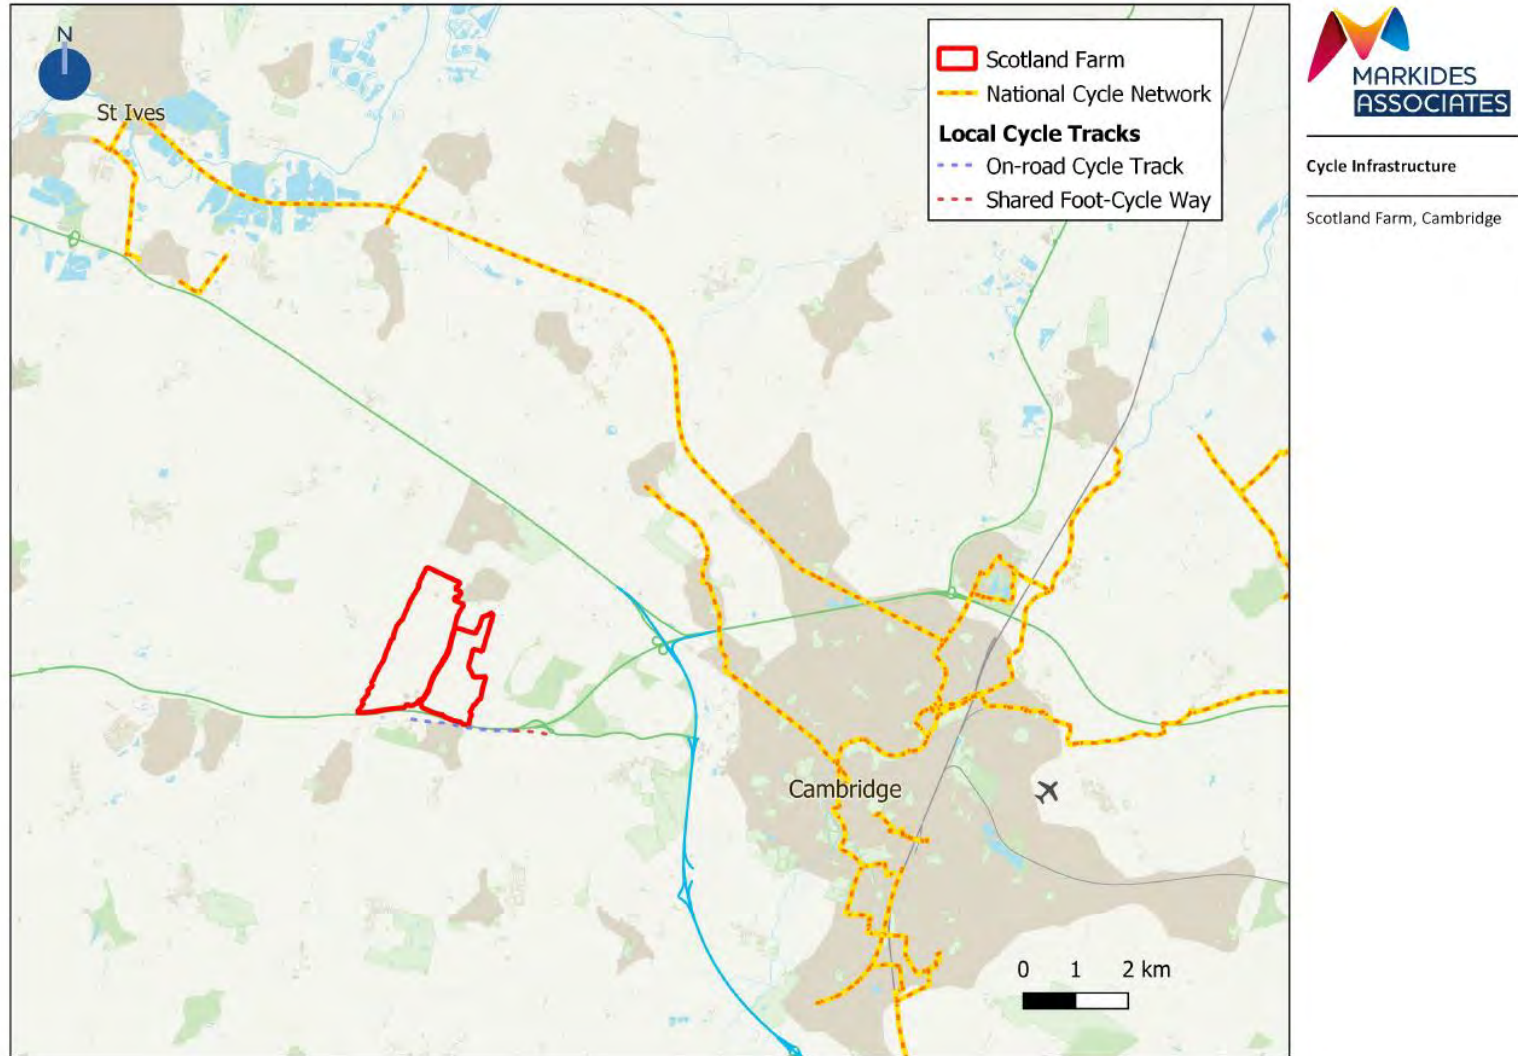 N
St Ives
Cambridge
Scotland Farm
National Cycle Network
Local Cycle Tracks
On-road Cycle Track
Shared Foot-Cycle Way
0 1 2 km
MARKIDES
ASSOCIATES
Cycle Infrastructure
Scotland Farm, Cambridge